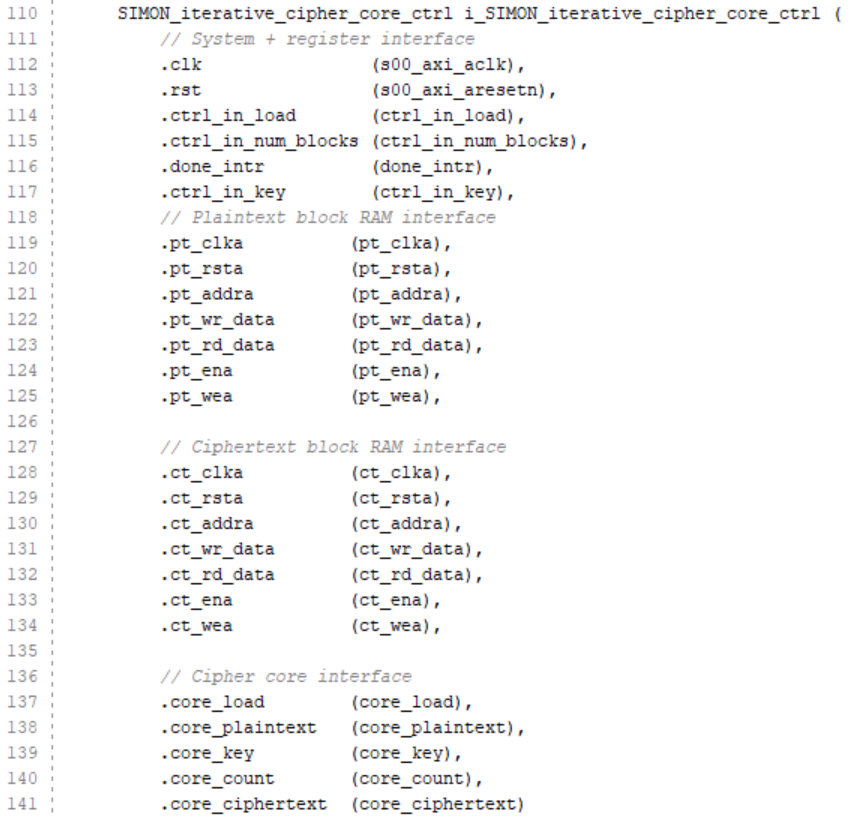 110 SIMON_iterative_cipher_core_ctrl i_SIMON_iterative_cipher_core_ctrl (
111 // System + register interface
112 .clk (s00_axi_aclk),
113 .rst (s00_axi_aresetn),
114 .ctrl_in_load (ctrl_in_load),
115 .ctrl_in_num_blocks (ctrl_in_num_blocks),
116 .done_intr (done_intr),
117 .ctrl_in_key (ctrl_in_key),
118 // Plaintext block RAM interface
119 .pt_clka (pt_clka),
120 .pt_rsta (pt_rsta),
121 .pt_addra (pt_addra),
122 .pt_wr_data (pt_wr_data),
123 .pt_rd_data (pt_rd_data),
124 .pt_ena (pt_ena),
125 .pt_wea (pt_wea),
126
127 // Ciphertext block RAM interface
128 .ct_clka (ct_clka),
129 .ct_rsta (ct_rsta),
130 .ct_addra (ct_addra),
131 .ct_wr_data (ct_wr_data),
132 .ct_rd_data (ct_rd_data),
133 .ct_ena (ct_ena),
134 .ct_wea (ct_wea),
135
136 // Cipher core interface
137 .core_load (core_load),
138 .core_plaintext (core_plaintext),
139 .core_key (core_key),
140 .core_count (core_count),
141 .core_ciphertext (core_ciphertext)